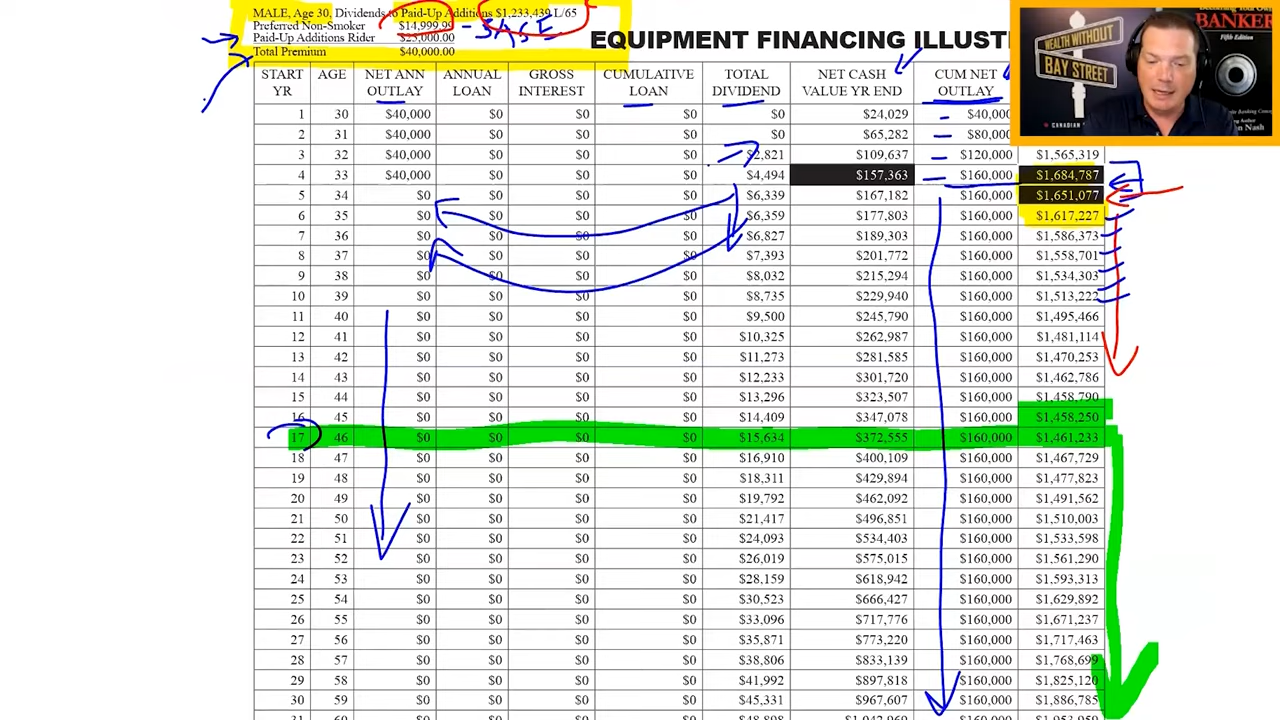 MALE, Age 30, Dividends to Paid-Up Additions $1,233,439 L/65
Preferred Non-Smoker $14,999.99 - BASE
Paid-Up Additions Rider $25,000.00
Total Premium $40,000.00
EQUIPMENT FINANCING ILLUSTR
START YR AGE NET ANN OUTLAY ANNUAL LOAN GROSS INTEREST CUMULATIVE LOAN TOTAL DIVIDEND NET CASH VALUE YR END CUM NET OUTLAY
1 30 $40,000 $0 $0 $0 $0 $24,029 $40,000
2 31 $40,000 $0 $0 $0 $0 $65,282 $80,000
3 32 $40,000 $0 $0 $0 $2,821 $109,637 $120,000 $1,565,319
4 33 $40,000 $0 $0 $0 $4,494 $157,363 $160,000 $1,684,787
5 34 $0 $0 $0 $0 $6,339 $167,182 $160,000 $1,651,077
6 35 $0 $0 $0 $0 $6,359 $177,803 $160,000 $1,617,227
7 36 $0 $0 $0 $0 $6,827 $189,303 $160,000 $1,586,373
8 37 $0 $0 $0 $0 $7,393 $201,772 $160,000 $1,558,701
9 38 $0 $0 $0 $0 $8,032 $215,294 $160,000 $1,534,303
10 39 $0 $0 $0 $0 $8,735 $229,940 $160,000 $1,513,222
11 40 $0 $0 $0 $0 $9,500 $245,790 $160,000 $1,495,466
12 41 $0 $0 $0 $0 $10,325 $262,987 $160,000 $1,481,114
13 42 $0 $0 $0 $0 $11,273 $281,585 $160,000 $1,470,253
14 43 $0 $0 $0 $0 $12,233 $301,720 $160,000 $1,462,786
15 44 $0 $0 $0 $0 $13,296 $323,507 $160,000 $1,458,790
16 45 $0 $0 $0 $0 $14,409 $347,078 $160,000 $1,458,250
17 46 $0 $0 $0 $0 $15,634 $372,555 $160,000 $1,461,233
18 47 $0 $0 $0 $0 $16,910 $400,109 $160,000 $1,467,729
19 48 $0 $0 $0 $0 $18,311 $429,894 $160,000 $1,477,823
20 49 $0 $0 $0 $0 $19,792 $462,092 $160,000 $1,491,562
21 50 $0 $0 $0 $0 $21,417 $496,851 $160,000 $1,510,003
22 51 $0 $0 $0 $0 $24,093 $534,403 $160,000 $1,533,598
23 52 $0 $0 $0 $0 $26,019 $575,015 $160,000 $1,561,290
24 53 $0 $0 $0 $0 $28,159 $618,942 $160,000 $1,593,313
25 54 $0 $0 $0 $0 $30,523 $666,427 $160,000 $1,629,892
26 55 $0 $0 $0 $0 $33,096 $717,776 $160,000 $1,671,237
27 56 $0 $0 $0 $0 $35,871 $773,220 $160,000 $1,717,463
28 57 $0 $0 $0 $0 $38,806 $833,139 $160,000 $1,768,699
29 58 $0 $0 $0 $0 $41,992 $897,818 $160,000 $1,825,120
30 59 $0 $0 $0 $0 $45,331 $967,607 $160,000 $1,886,785
WEALTH WITHOUT
BAY STREET
BANKER
Fifth Edition
Nash